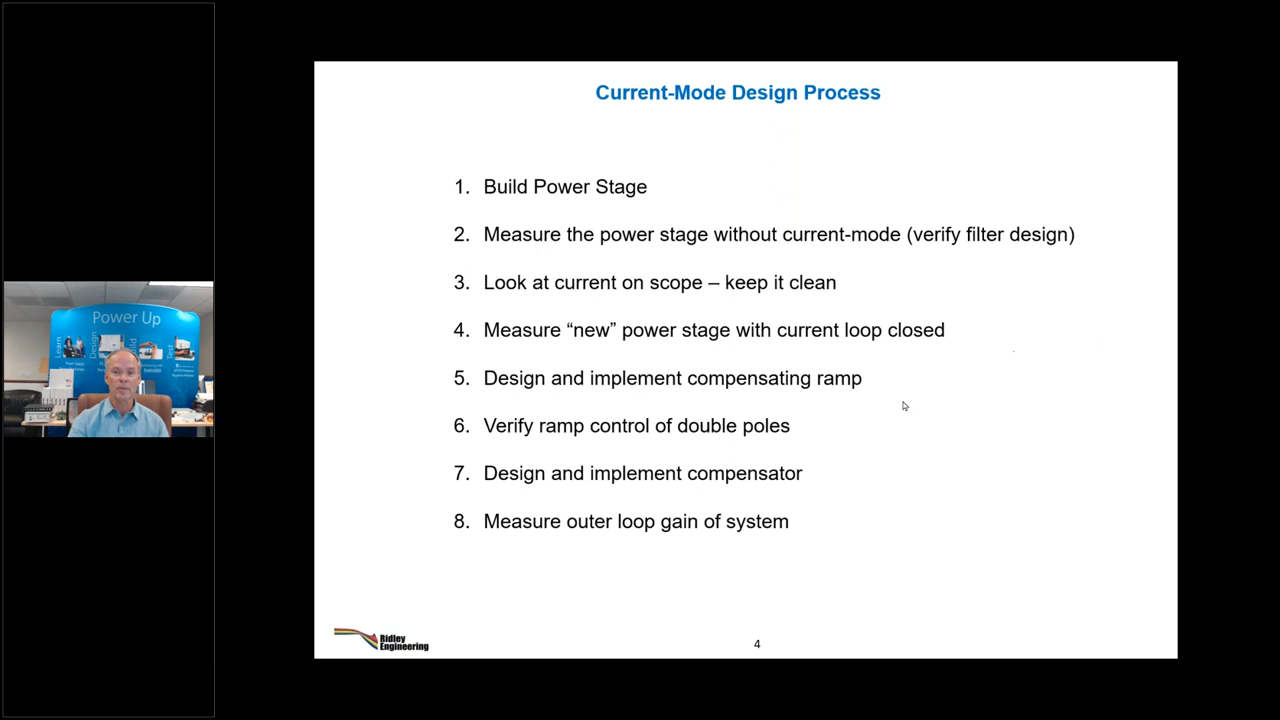 Current-Mode Design Process
1. Build Power Stage
2. Measure the power stage without current-mode (verify filter design)
3. Look at current on scope – keep it clean
4. Measure “new” power stage with current loop closed
5. Design and implement compensating ramp
6. Verify ramp control of double poles
7. Design and implement compensator
8. Measure outer loop gain of system
Ridley
Engineering
4
Power Up
Learn
Design
Test